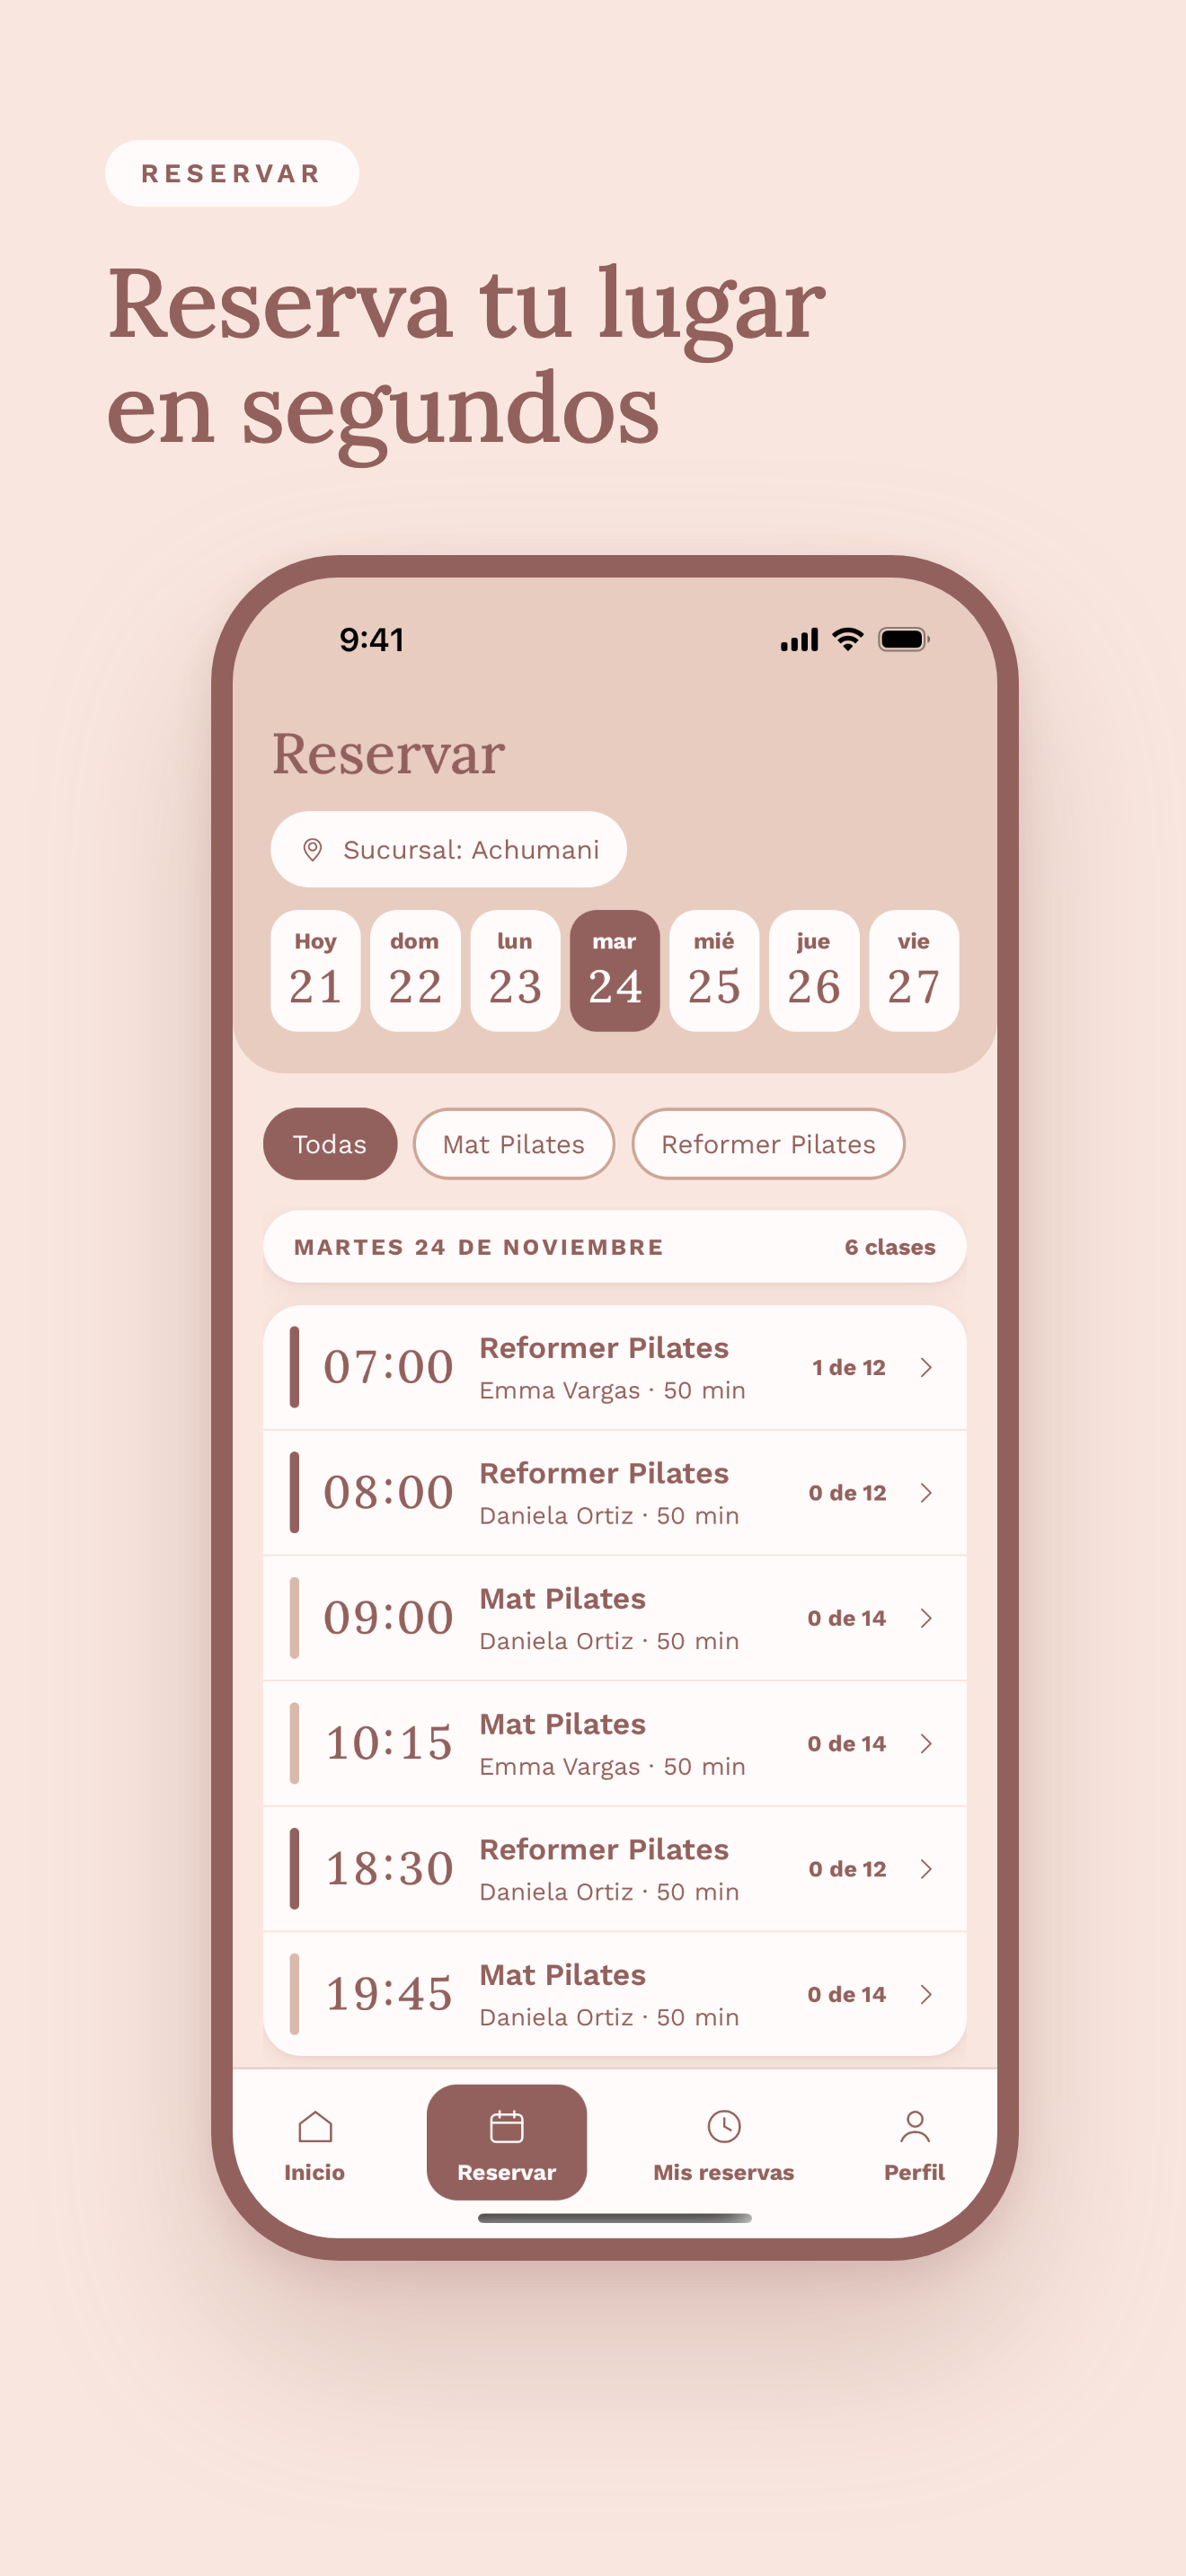 RESERVAR
Reserva tu lugar
en segundos
9:41
Reservar
Sucursal: Achumani
Hoy dom lun mar mié jue vie
21 22 23 24 25 26 27
Todas Mat Pilates Reformer Pilates
MARTES 24 DE NOVIEMBRE 6 clases
07:00 Reformer Pilates 1 de 12
Emma Vargas · 50 min
08:00 Reformer Pilates 0 de 12
Daniela Ortiz · 50 min
09:00 Mat Pilates 0 de 14
Daniela Ortiz · 50 min
10:15 Mat Pilates 0 de 14
Emma Vargas · 50 min
18:30 Reformer Pilates 0 de 12
Daniela Ortiz · 50 min
19:45 Mat Pilates 0 de 14
Daniela Ortiz · 50 min
Inicio Reservar Mis reservas Perfil